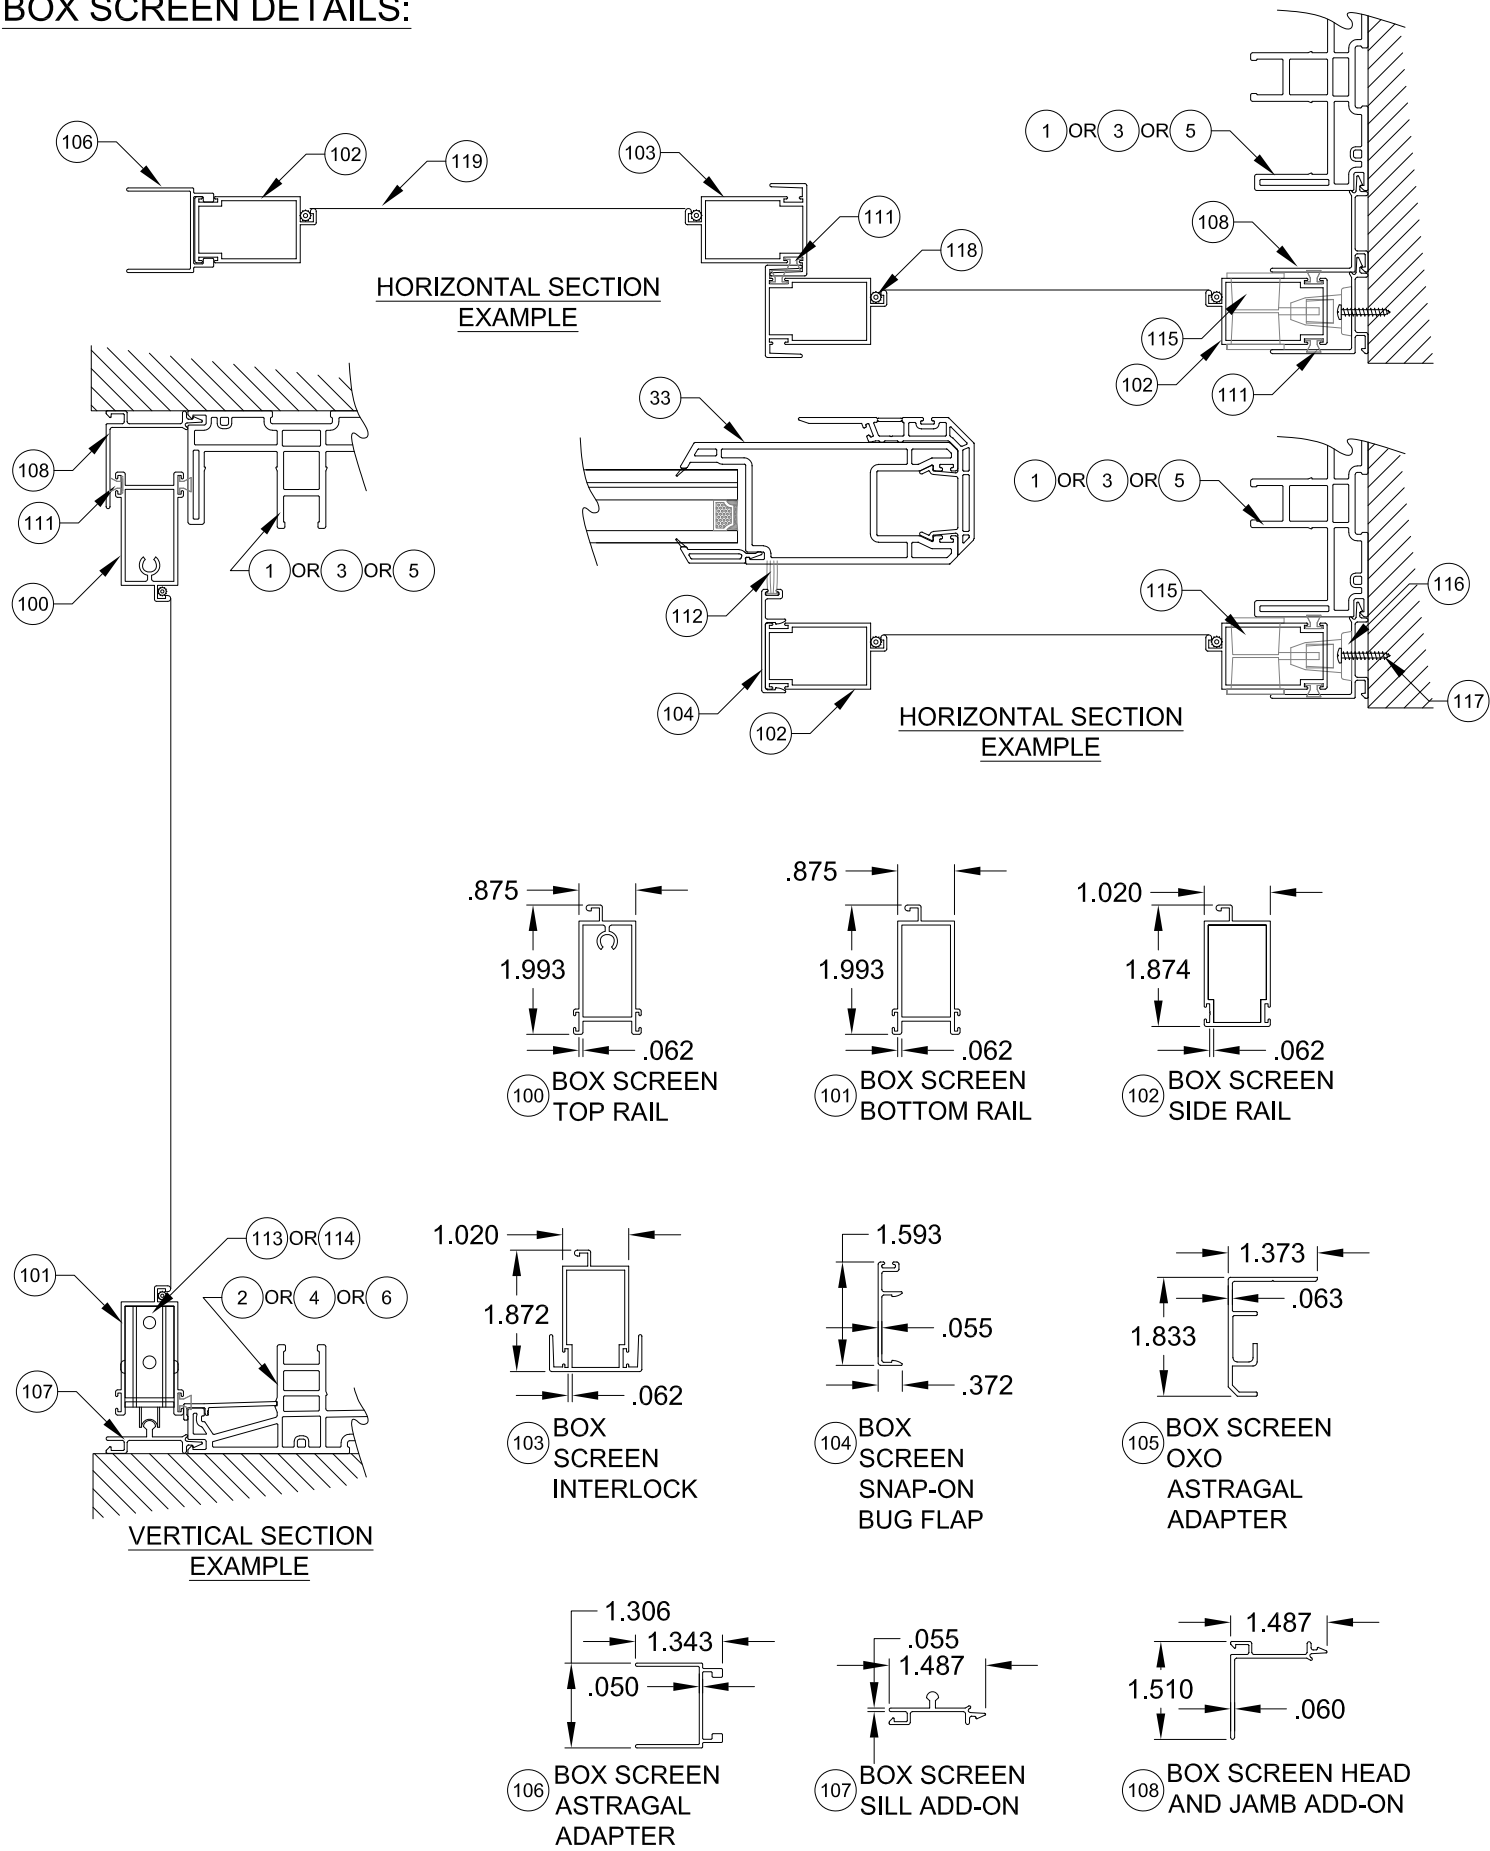 BOX SCREEN DETAILS:
106
102
119
103
111
118
1 OR 3 OR 5
108
115
102
111
HORIZONTAL SECTION
EXAMPLE
108
111
100
1 OR 3 OR 5
33
112
104
102
1 OR 3 OR 5
115
116
117
HORIZONTAL SECTION
EXAMPLE
113 OR 114
101
2 OR 4 OR 6
107
VERTICAL SECTION
EXAMPLE
.875
1.993
.062
100 BOX SCREEN
TOP RAIL
.875
1.993
.062
101 BOX SCREEN
BOTTOM RAIL
1.020
1.874
.062
102 BOX SCREEN
SIDE RAIL
1.020
1.872
.062
103 BOX
SCREEN
INTERLOCK
1.593
.055
.372
104 BOX
SCREEN
SNAP-ON
BUG FLAP
1.373
.063
1.833
105 BOX SCREEN
OXO
ASTRAGAL
ADAPTER
1.306
1.343
.050
106 BOX SCREEN
ASTRAGAL
ADAPTER
.055
1.487
107 BOX SCREEN
SILL ADD-ON
1.487
1.510
.060
108 BOX SCREEN HEAD
AND JAMB ADD-ON